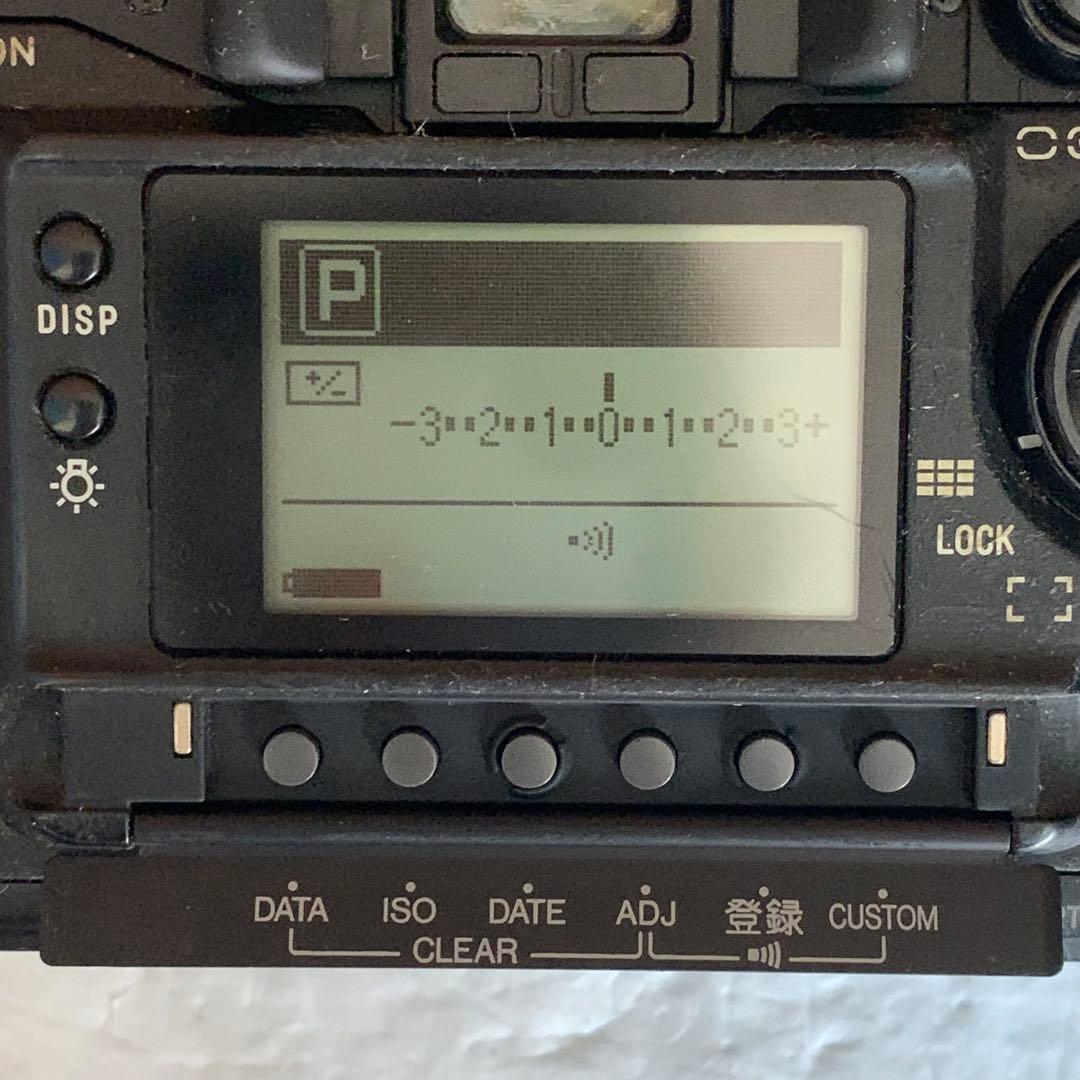 ON
DISP
P
+/-
-3··2··1··0··1··2··3+
LOCK
DATA ISO DATE ADJ 登録 CUSTOM
CLEAR